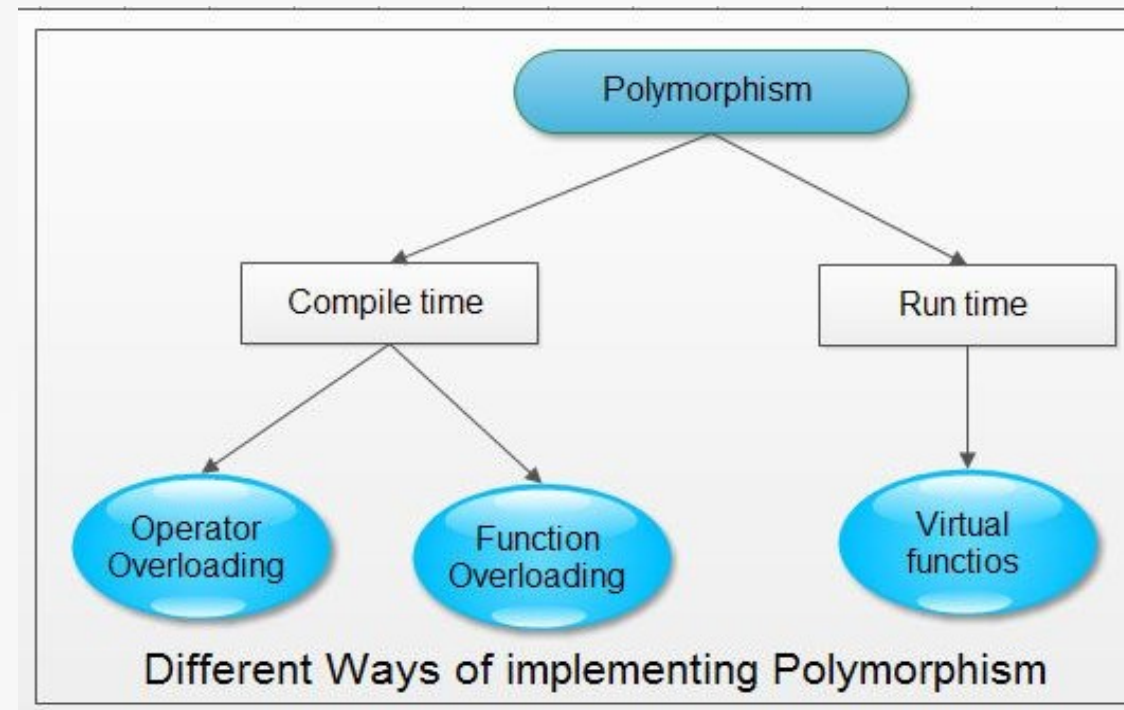 Polymorphism
Compile time
Run time
Operator
Overloading
Function
Overloading
Virtual
functios
Different Ways of implementing Polymorphism